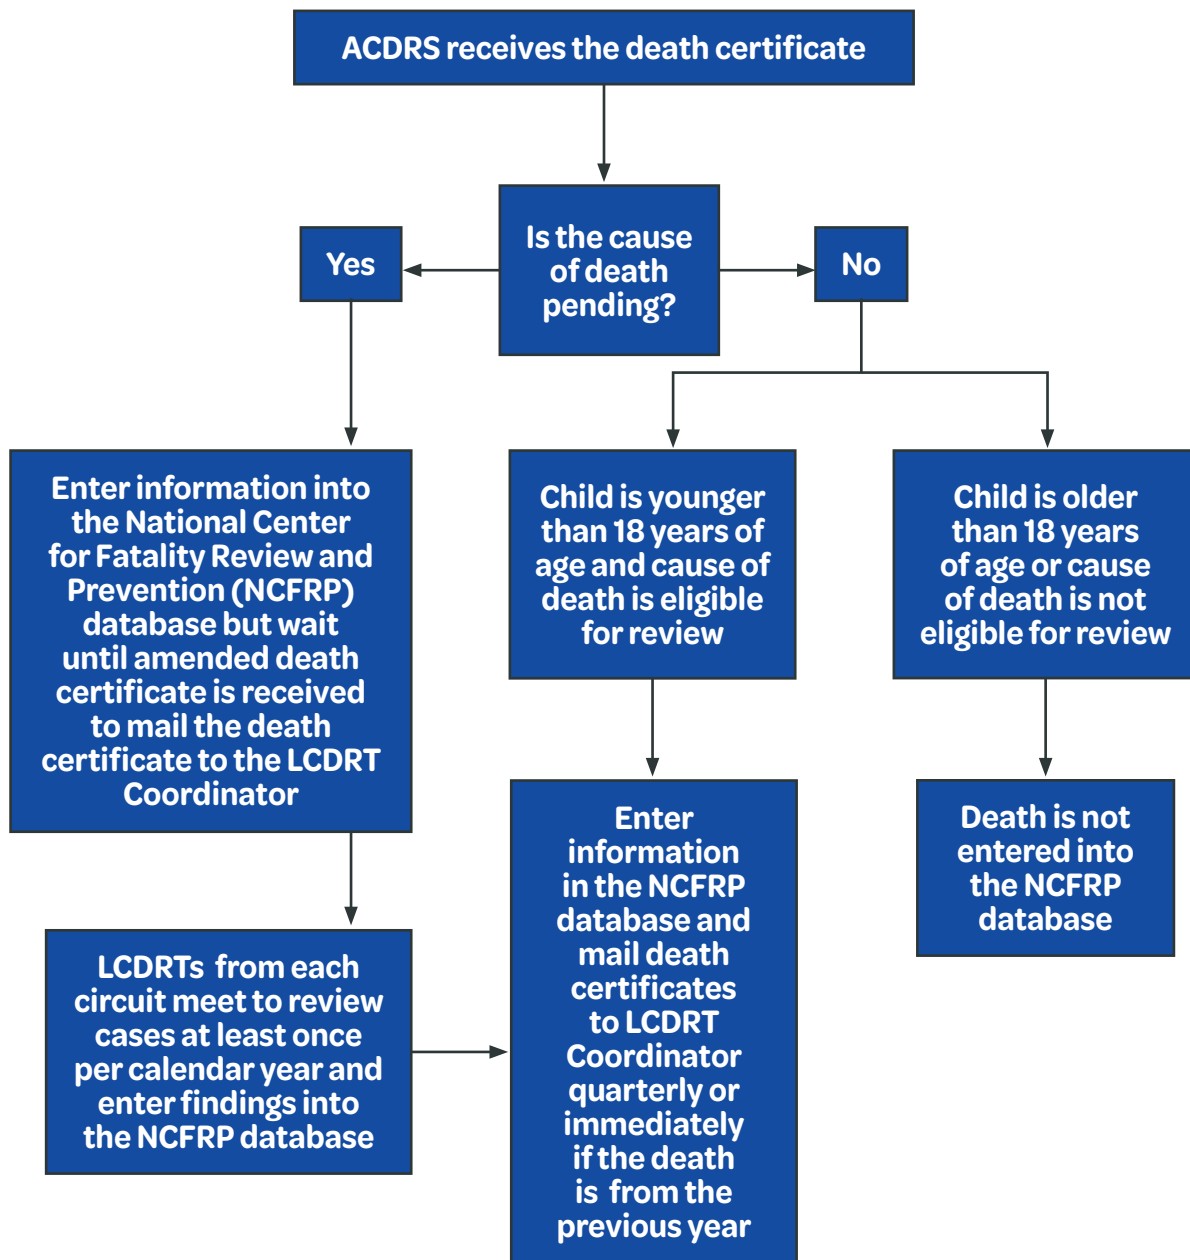 ACDRS receives the death certificate
Is the cause
of death
pending?
Yes
No
Enter information into
the National Center
for Fatality Review and
Prevention (NCFRP)
database but wait
until amended death
certificate is received
to mail the death
certificate to the LCDRT
Coordinator
Child is younger
than 18 years of
age and cause of
death is eligible
for review
Child is older
than 18 years
of age or cause
of death is not
eligible for review
LCDRTs from each
circuit meet to review
cases at least once
per calendar year and
enter findings into
the NCFRP database
Enter
information
in the NCFRP
database and
mail death
certificates
to LCDRT
Coordinator
quarterly or
immediately
if the death
is from the
previous year
Death is not
entered into
the NCFRP
database